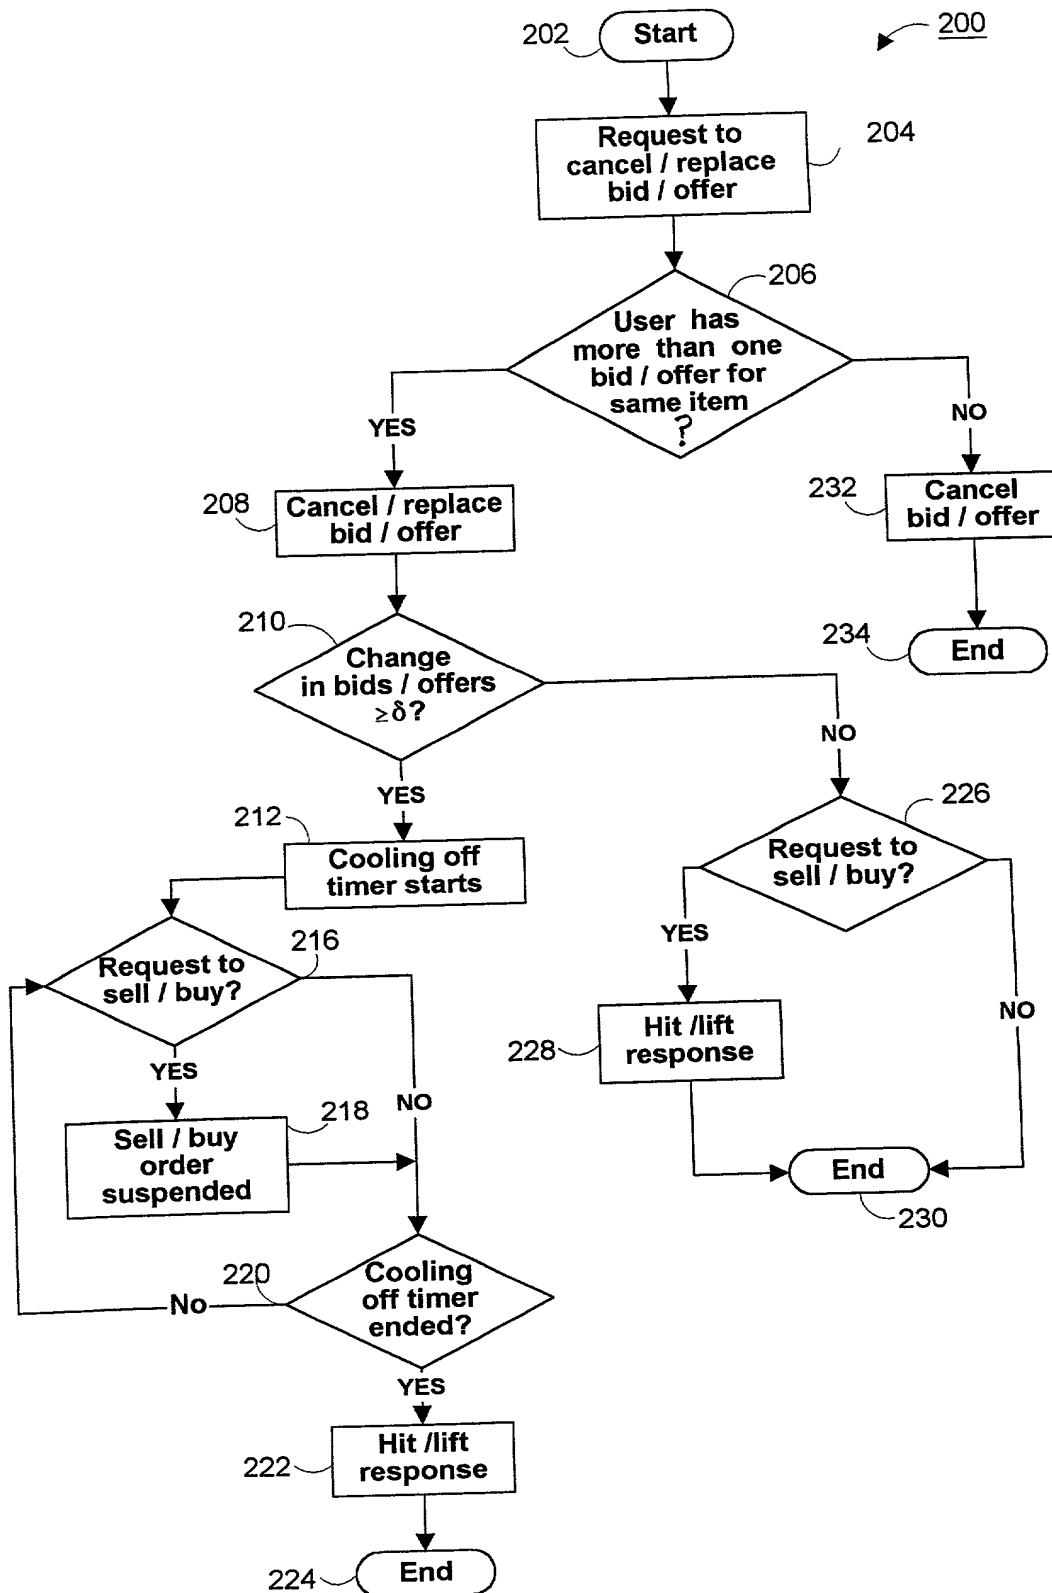 200
202
Start
204
Request to
cancel / replace
bid / offer
206
User has
more than one
bid / offer for
same item
?
YES
NO
208
Cancel / replace
bid / offer
232
Cancel
bid / offer
210
Change
in bids / offers
≥δ?
234
End
NO
YES
212
Cooling off
timer starts
226
Request to
sell / buy?
216
Request to
sell / buy?
YES
NO
228
Hit /lift
response
YES
NO
218
Sell / buy
order
suspended
End
230
220
Cooling
off timer
ended?
No
YES
222
Hit /lift
response
224
End